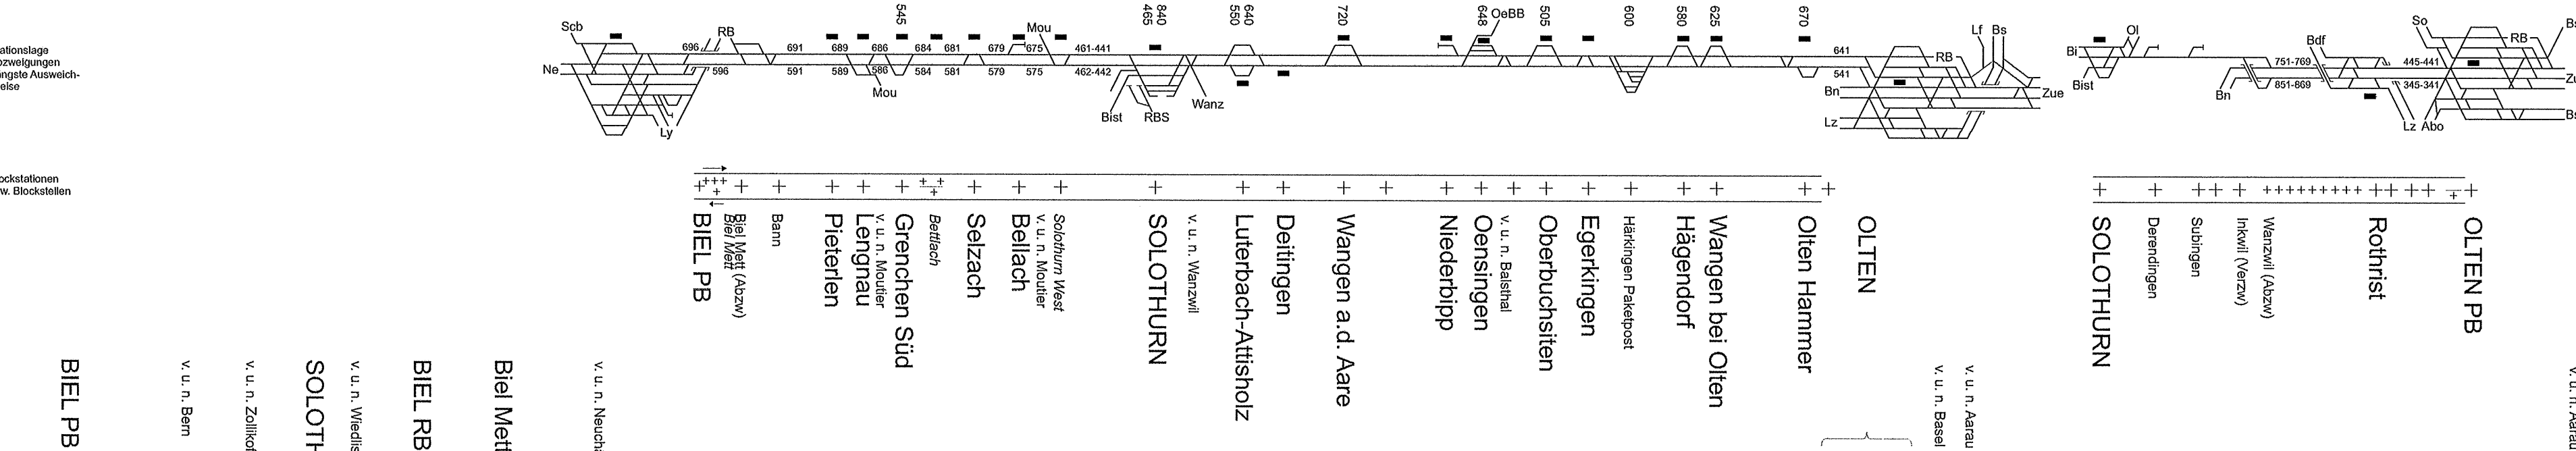 545
465
840
550
640
720
648
OeBB
505
600
580
625
670
Scb
RB
Mou
Ol
So
Bdf
Lf
Bs
ationslage
bzweigungen
ngste Ausweich-
else
696
691
689
686
684
681
679
675
461-441
641
RB
Bi
RB
Ne
596
591
589
586
584
581
579
575
462-442
541
751-769
445-441
Mou
Bn
Zue
Bist
Bn
851-869
345-341
Bist
RBS
Wanz
Lz
Ly
Lz
Abo
ockstationen
w. Blockstellen
BIEL PB
Biel Mett
Biel Mett (Abzw)
Bann
Pieterlen
Lengnau
v. u. n. Moutier
Grenchen Süd
Bettlach
Selzach
Bellach
v. u. n. Moutier
Solothurn West
SOLOTHURN
v. u. n. Wanzwil
Luterbach-Attisholz
Deitingen
Wangen a.d. Aare
Niederbipp
Oensingen
v. u. n. Balsthal
Oberbuchsiten
Egerkingen
Härkingen Paketpost
Hägendorf
Wangen bei Olten
Olten Hammer
OLTEN
SOLOTHURN
Derendingen
Subingen
Inkwil (Verzw)
Wanzwil (Abzw)
Rothrist
OLTEN PB
BIEL PB
v. u. n. Bern
v. u. n. Zollikof
SOLOTH
v. u. n. Wiedlis
BIEL RB
Biel Mett
v. u. n. Neuch
v. u. n. Basel
v. u. n. Aarau
v. u. n. Aarau